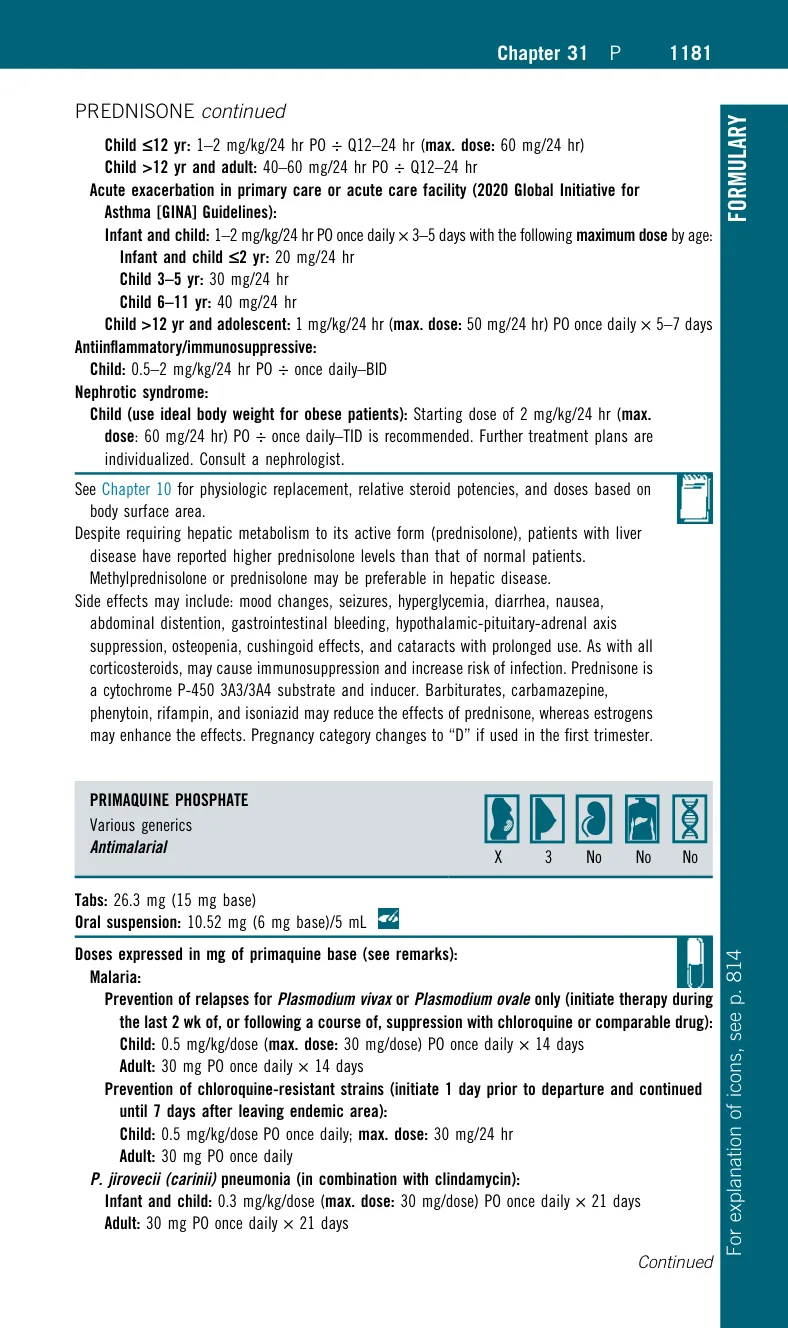 Chapter 31 P 1181
PREDNISONE continued
Child ≤12 yr: 1–2 mg/kg/24 hr PO ÷ Q12–24 hr (max. dose: 60 mg/24 hr)
Child >12 yr and adult: 40–60 mg/24 hr PO ÷ Q12–24 hr
Acute exacerbation in primary care or acute care facility (2020 Global Initiative for
Asthma [GINA] Guidelines):
Infant and child: 1–2 mg/kg/24 hr PO once daily × 3–5 days with the following maximum dose by age:
Infant and child ≤2 yr: 20 mg/24 hr
Child 3–5 yr: 30 mg/24 hr
Child 6–11 yr: 40 mg/24 hr
Child >12 yr and adolescent: 1 mg/kg/24 hr (max. dose: 50 mg/24 hr) PO once daily × 5–7 days
Antiinflammatory/immunosuppressive:
Child: 0.5–2 mg/kg/24 hr PO ÷ once daily–BID
Nephrotic syndrome:
Child (use ideal body weight for obese patients): Starting dose of 2 mg/kg/24 hr (max.
dose: 60 mg/24 hr) PO ÷ once daily–TID is recommended. Further treatment plans are
individualized. Consult a nephrologist.
See Chapter 10 for physiologic replacement, relative steroid potencies, and doses based on
body surface area.
Despite requiring hepatic metabolism to its active form (prednisolone), patients with liver
disease have reported higher prednisolone levels than that of normal patients.
Methylprednisolone or prednisolone may be preferable in hepatic disease.
Side effects may include: mood changes, seizures, hyperglycemia, diarrhea, nausea,
abdominal distention, gastrointestinal bleeding, hypothalamic-pituitary-adrenal axis
suppression, osteopenia, cushingoid effects, and cataracts with prolonged use. As with all
corticosteroids, may cause immunosuppression and increase risk of infection. Prednisone is
a cytochrome P-450 3A3/3A4 substrate and inducer. Barbiturates, carbamazepine,
phenytoin, rifampin, and isoniazid may reduce the effects of prednisone, whereas estrogens
may enhance the effects. Pregnancy category changes to “D” if used in the first trimester.
PRIMAQUINE PHOSPHATE
Various generics
Antimalarial
X 3 No No No
Tabs: 26.3 mg (15 mg base)
Oral suspension: 10.52 mg (6 mg base)/5 mL
Doses expressed in mg of primaquine base (see remarks):
Malaria:
Prevention of relapses for Plasmodium vivax or Plasmodium ovale only (initiate therapy during
the last 2 wk of, or following a course of, suppression with chloroquine or comparable drug):
Child: 0.5 mg/kg/dose (max. dose: 30 mg/dose) PO once daily × 14 days
Adult: 30 mg PO once daily × 14 days
Prevention of chloroquine-resistant strains (initiate 1 day prior to departure and continued
until 7 days after leaving endemic area):
Child: 0.5 mg/kg/dose PO once daily; max. dose: 30 mg/24 hr
Adult: 30 mg PO once daily
P. jirovecii (carinii) pneumonia (in combination with clindamycin):
Infant and child: 0.3 mg/kg/dose (max. dose: 30 mg/dose) PO once daily × 21 days
Adult: 30 mg PO once daily × 21 days
Continued
FORMULARY
For explanation of icons, see p. 814